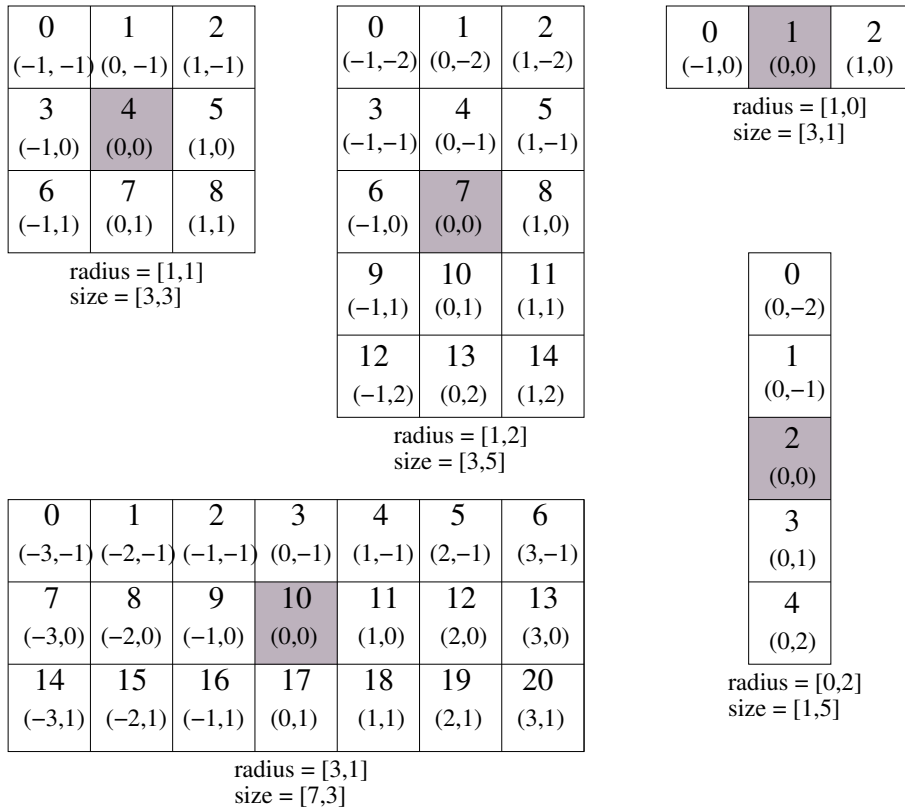 0 1 2
(−1, −1) (0, −1) (1,−1)
3 4 5
(−1,0) (0,0) (1,0)
6 7 8
(−1,1) (0,1) (1,1)
radius = [1,1]
size = [3,3]
0 1 2
(−1,−2) (0,−2) (1,−2)
3 4 5
(−1,−1) (0,−1) (1,−1)
6 7 8
(−1,0) (0,0) (1,0)
9 10 11
(−1,1) (0,1) (1,1)
12 13 14
(−1,2) (0,2) (1,2)
radius = [1,2]
size = [3,5]
0 1 2
(−1,0) (0,0) (1,0)
radius = [1,0]
size = [3,1]
0
(0,−2)
1
(0,−1)
2
(0,0)
3
(0,1)
4
(0,2)
radius = [0,2]
size = [1,5]
0 1 2 3 4 5 6
(−3,−1) (−2,−1) (−1,−1) (0,−1) (1,−1) (2,−1) (3,−1)
7 8 9 10 11 12 13
(−3,0) (−2,0) (−1,0) (0,0) (1,0) (2,0) (3,0)
14 15 16 17 18 19 20
(−3,1) (−2,1) (−1,1) (0,1) (1,1) (2,1) (3,1)
radius = [3,1]
size = [7,3]